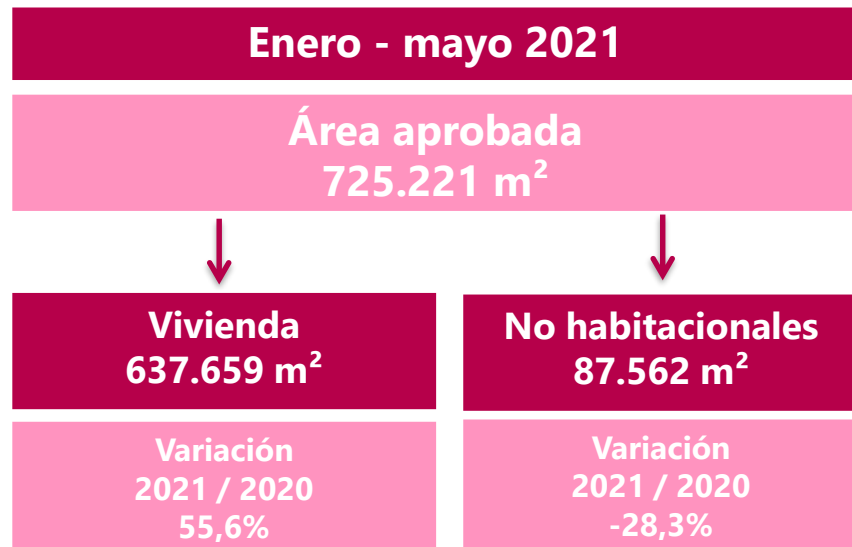 Enero - mayo 2021
Área aprobada
725.221 m²
Vivienda
637.659 m²
No habitacionales
87.562 m²
Variación
2021 / 2020
55,6%
Variación
2021 / 2020
-28,3%